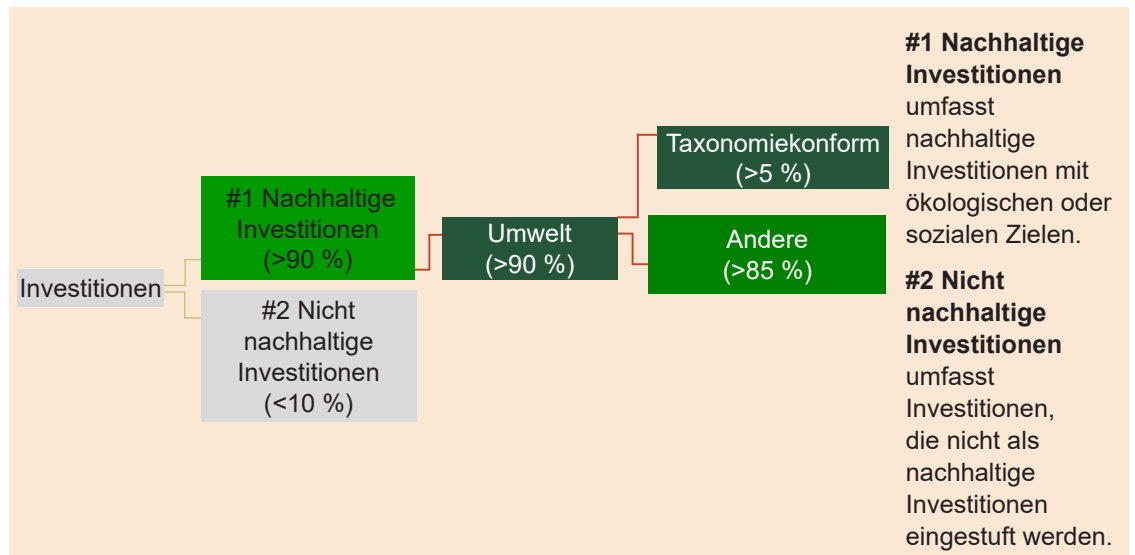 Investitionen
#1 Nachhaltige
Investitionen
(>90 %)
#2 Nicht
nachhaltige
Investitionen
(<10 %)
Umwelt
(>90 %)
Taxonomiekonform
(>5 %)
Andere
(>85 %)
#1 Nachhaltige
Investitionen
umfasst
nachhaltige
Investitionen mit
ökologischen oder
sozialen Zielen.
#2 Nicht
nachhaltige
Investitionen
umfasst
Investitionen,
die nicht als
nachhaltige
Investitionen
eingestuft werden.